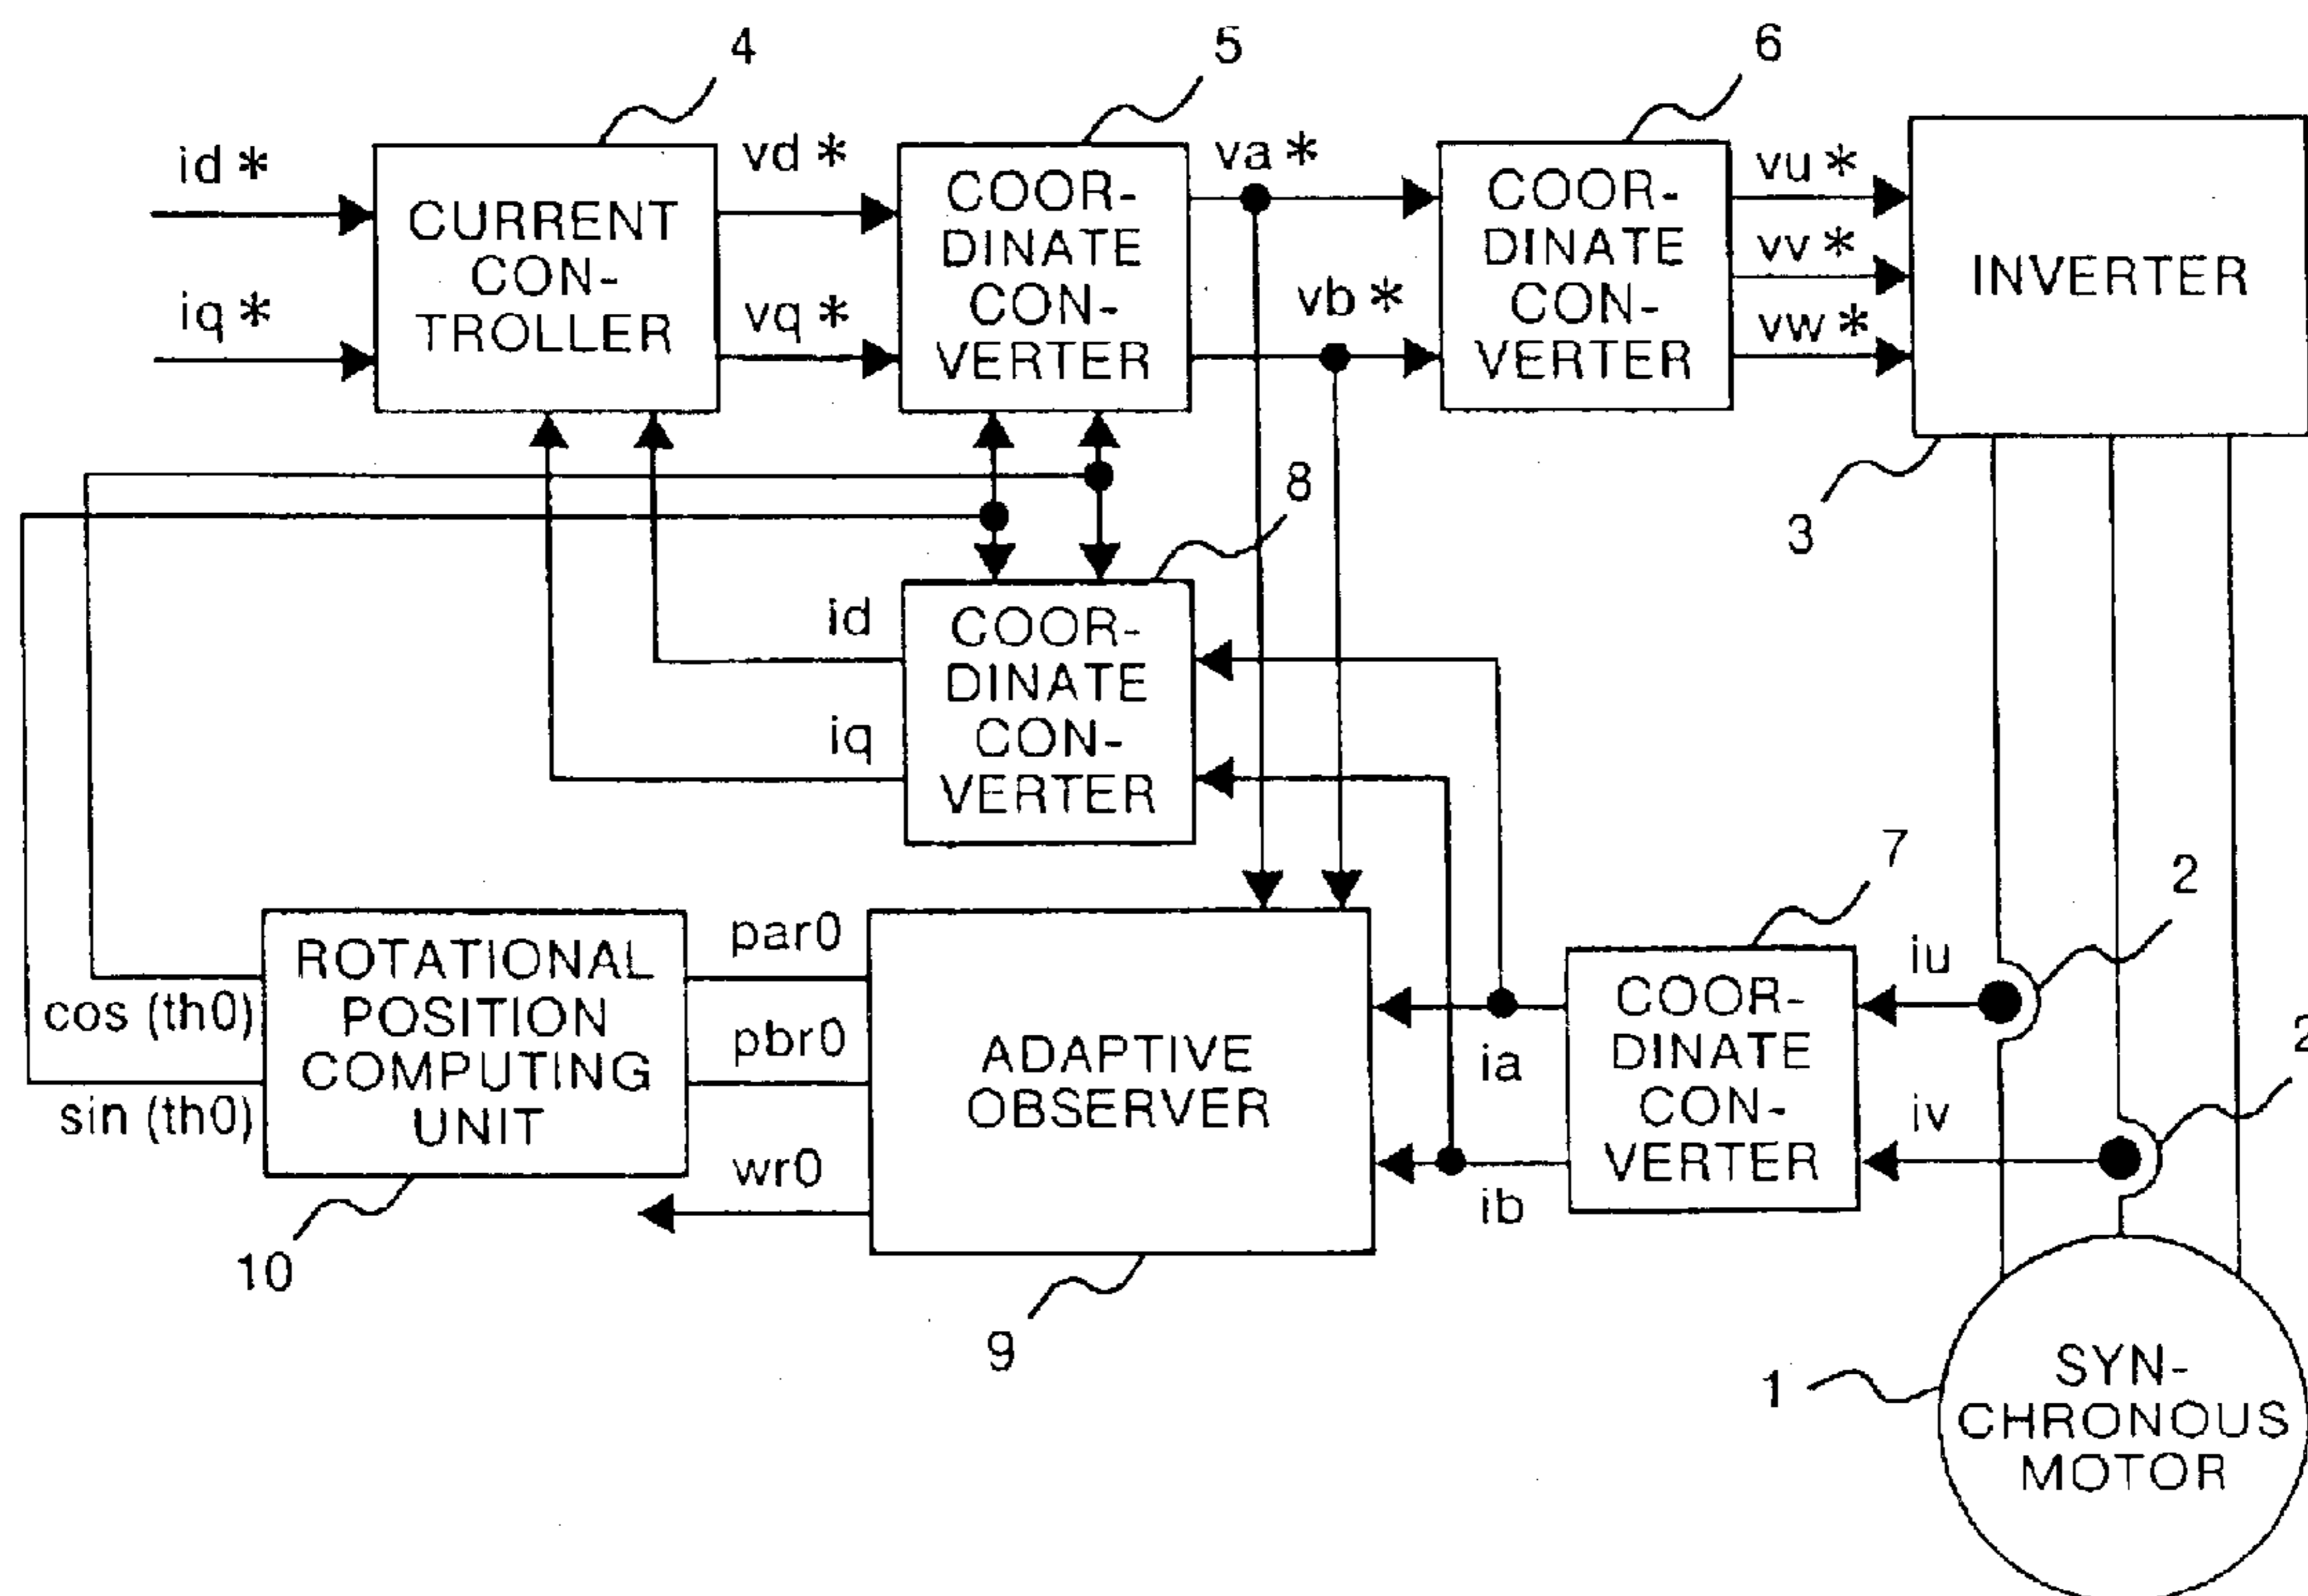 4
5
6
id *
iq *
CURRENT
CON-
TROLLER
vd *
vq *
COOR-
DINATE
CON-
VERTER
va *
vb *
COOR-
DINATE
CON-
VERTER
vu *
vv *
vw *
INVERTER
3
8
id
iq
COOR-
DINATE
CON-
VERTER
7
2
2
cos (th0)
sin (th0)
ROTATIONAL
POSITION
COMPUTING
UNIT
10
par0
pbr0
wr0
ADAPTIVE
OBSERVER
9
ia
ib
COOR-
DINATE
CON-
VERTER
iu
iv
1
SYN-
CHRONOUS
MOTOR